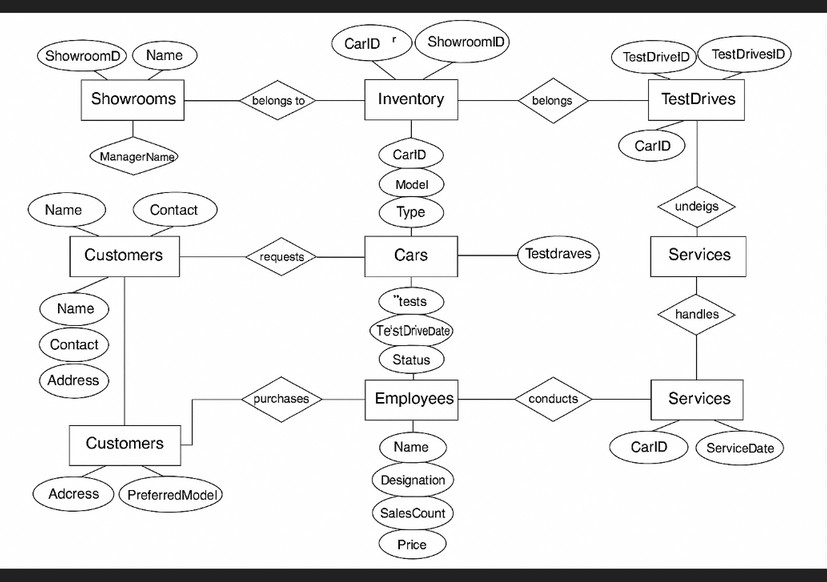 CarID r
ShowroomID
ShowroomD
Name
TestDriveID
TestDrivesID
Showrooms
belongs to
Inventory
belongs
TestDrives
CarID
ManagerName
CarID
Model
Type
Name
Contact
undeigs
Customers
requests
Cars
Testdraves
Services
Name
Contact
Address
"tests
Te'stDriveDate
Status
handles
purchases
Employees
conducts
Services
Customers
Name
Designation
SalesCount
Price
CarID
ServiceDate
Adcress
PreferredModel